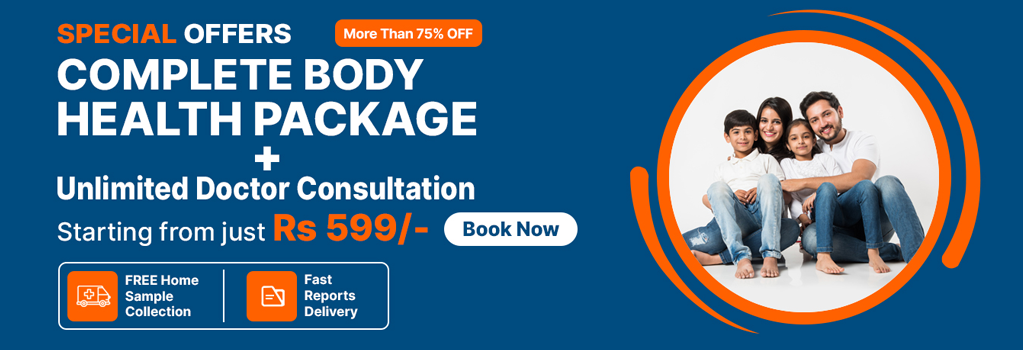 SPECIAL OFFERS
More Than 75% OFF
COMPLETE BODY
HEALTH PACKAGE
+
Unlimited Doctor Consultation
Starting from just Rs 599/-
Book Now
FREE Home
Sample
Collection
Fast
Reports
Delivery